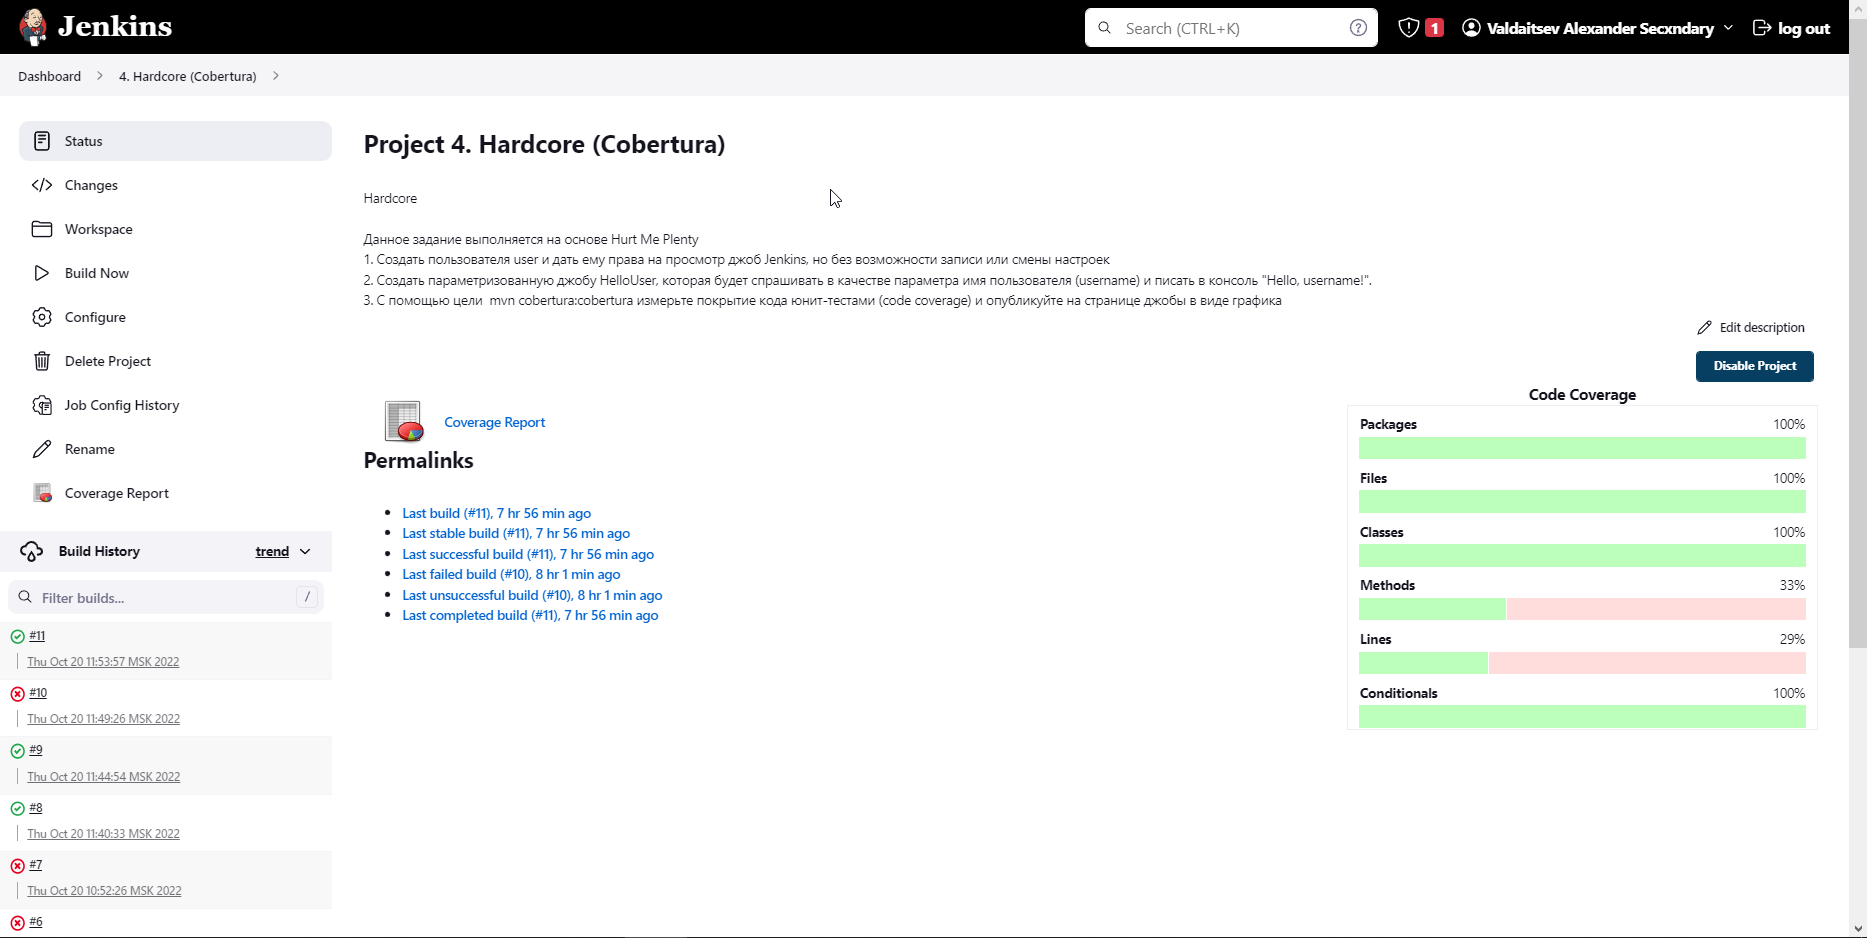 Jenkins
Search (CTRL+K)
?
1
Valdaitsev Alexander Secxndary
log out
Dashboard
4. Hardcore (Cobertura)
Status
Changes
Workspace
Build Now
Configure
Delete Project
Job Config History
Rename
Coverage Report
Build History
trend
Filter builds...
/
#11
Thu Oct 20 11:53:57 MSK 2022
#10
Thu Oct 20 11:49:26 MSK 2022
#9
Thu Oct 20 11:44:54 MSK 2022
#8
Thu Oct 20 11:40:33 MSK 2022
#7
Thu Oct 20 10:52:26 MSK 2022
#6
Project 4. Hardcore (Cobertura)
Hardcore
Данное задание выполняется на основе Hurt Me Plenty
1. Создать пользователя user и дать ему права на просмотр джоб Jenkins, но без возможности записи или смены настроек
2. Создать параметризованную джобу HelloUser, которая будет спрашивать в качестве параметра имя пользователя (username) и писать в консоль "Hello, username!".
3. С помощью цели  mvn cobertura:cobertura измерьте покрытие кода юнит-тестами (code coverage) и опубликуйте на странице джобы в виде графика
Edit description
Disable Project
Coverage Report
Permalinks
Last build (#11), 7 hr 56 min ago
Last stable build (#11), 7 hr 56 min ago
Last successful build (#11), 7 hr 56 min ago
Last failed build (#10), 8 hr 1 min ago
Last unsuccessful build (#10), 8 hr 1 min ago
Last completed build (#11), 7 hr 56 min ago
Code Coverage
Packages 100%
Files 100%
Classes 100%
Methods 33%
Lines 29%
Conditionals 100%